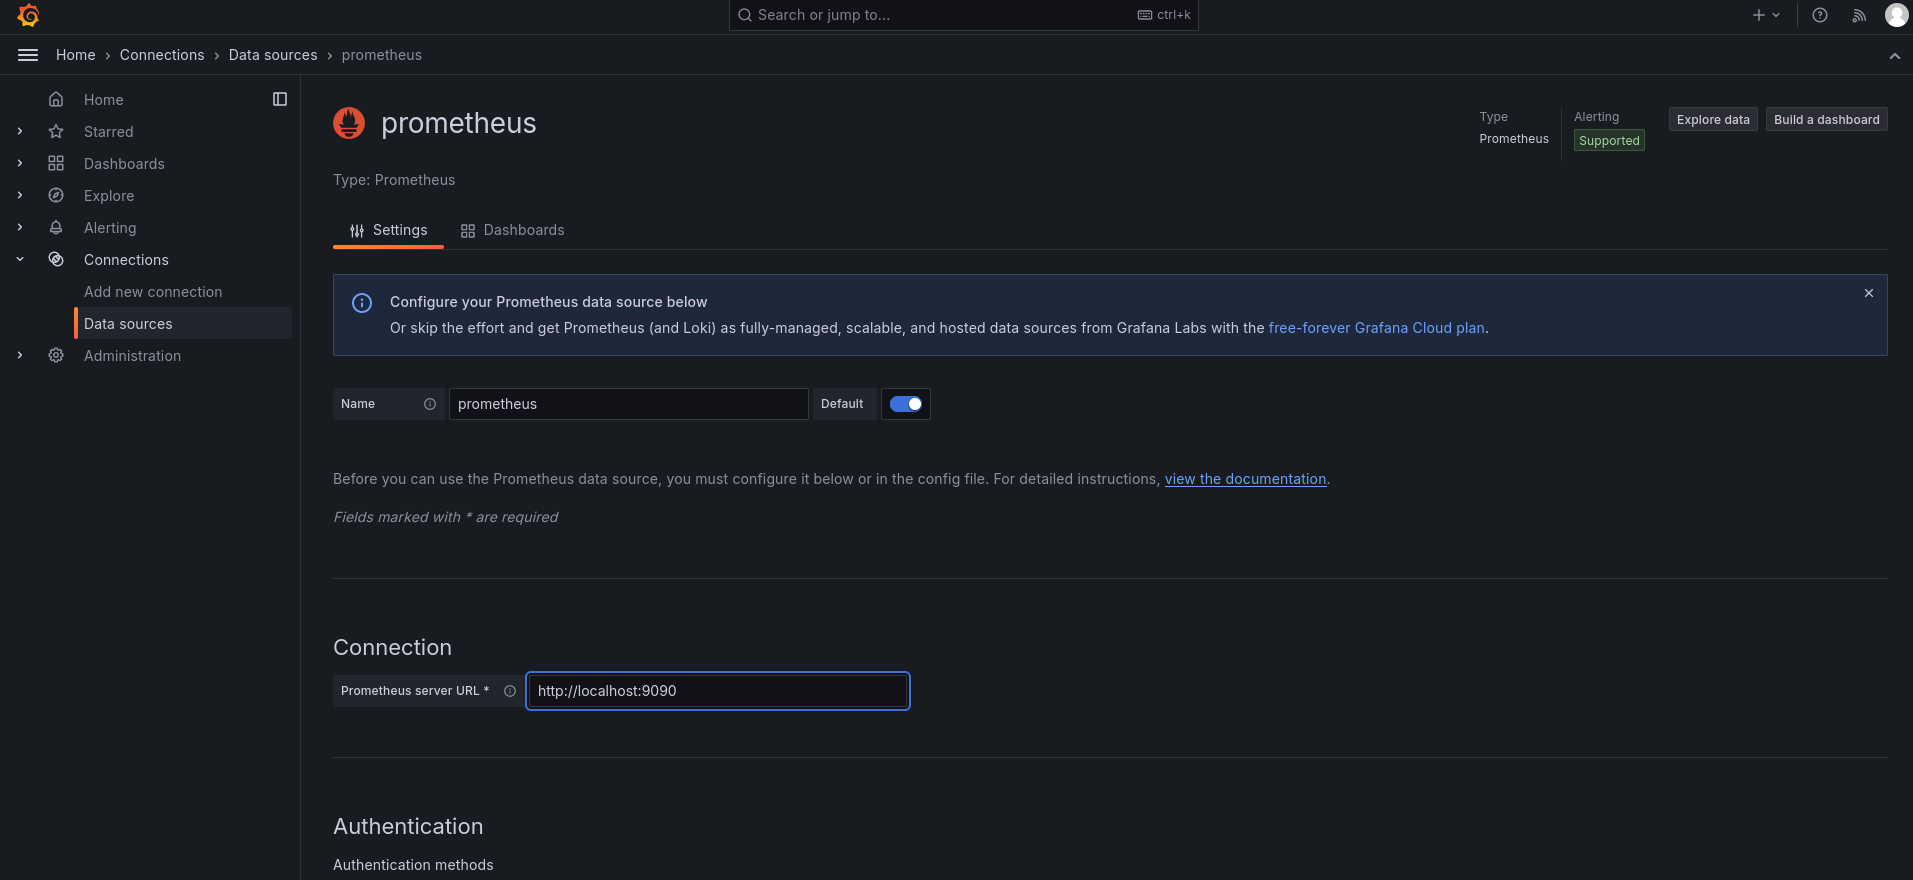 Search or jump to... ctrl+k
Home › Connections › Data sources › prometheus
Home
Starred
Dashboards
Explore
Alerting
Connections
Add new connection
Data sources
Administration
prometheus
Type
Prometheus
Alerting
Supported
Explore data
Build a dashboard
Type: Prometheus
Settings
Dashboards
Configure your Prometheus data source below
Or skip the effort and get Prometheus (and Loki) as fully-managed, scalable, and hosted data sources from Grafana Labs with the free-forever Grafana Cloud plan.
Name prometheus Default
Before you can use the Prometheus data source, you must configure it below or in the config file. For detailed instructions, view the documentation.
Fields marked with * are required
Connection
Prometheus server URL * http://localhost:9090
Authentication
Authentication methods